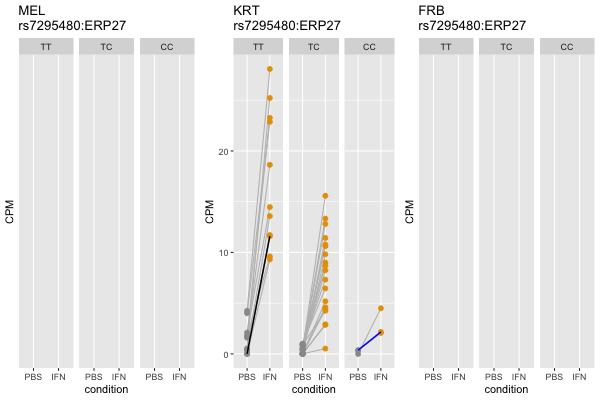 MEL
rs7295480:ERP27
TT TC CC
CPM
PBS IFN PBS IFN PBS IFN
condition
KRT
rs7295480:ERP27
TT TC CC
CPM
20
10
0
PBS IFN PBS IFN PBS IFN
condition
FRB
rs7295480:ERP27
TT TC CC
CPM
PBS IFN PBS IFN PBS IFN
condition